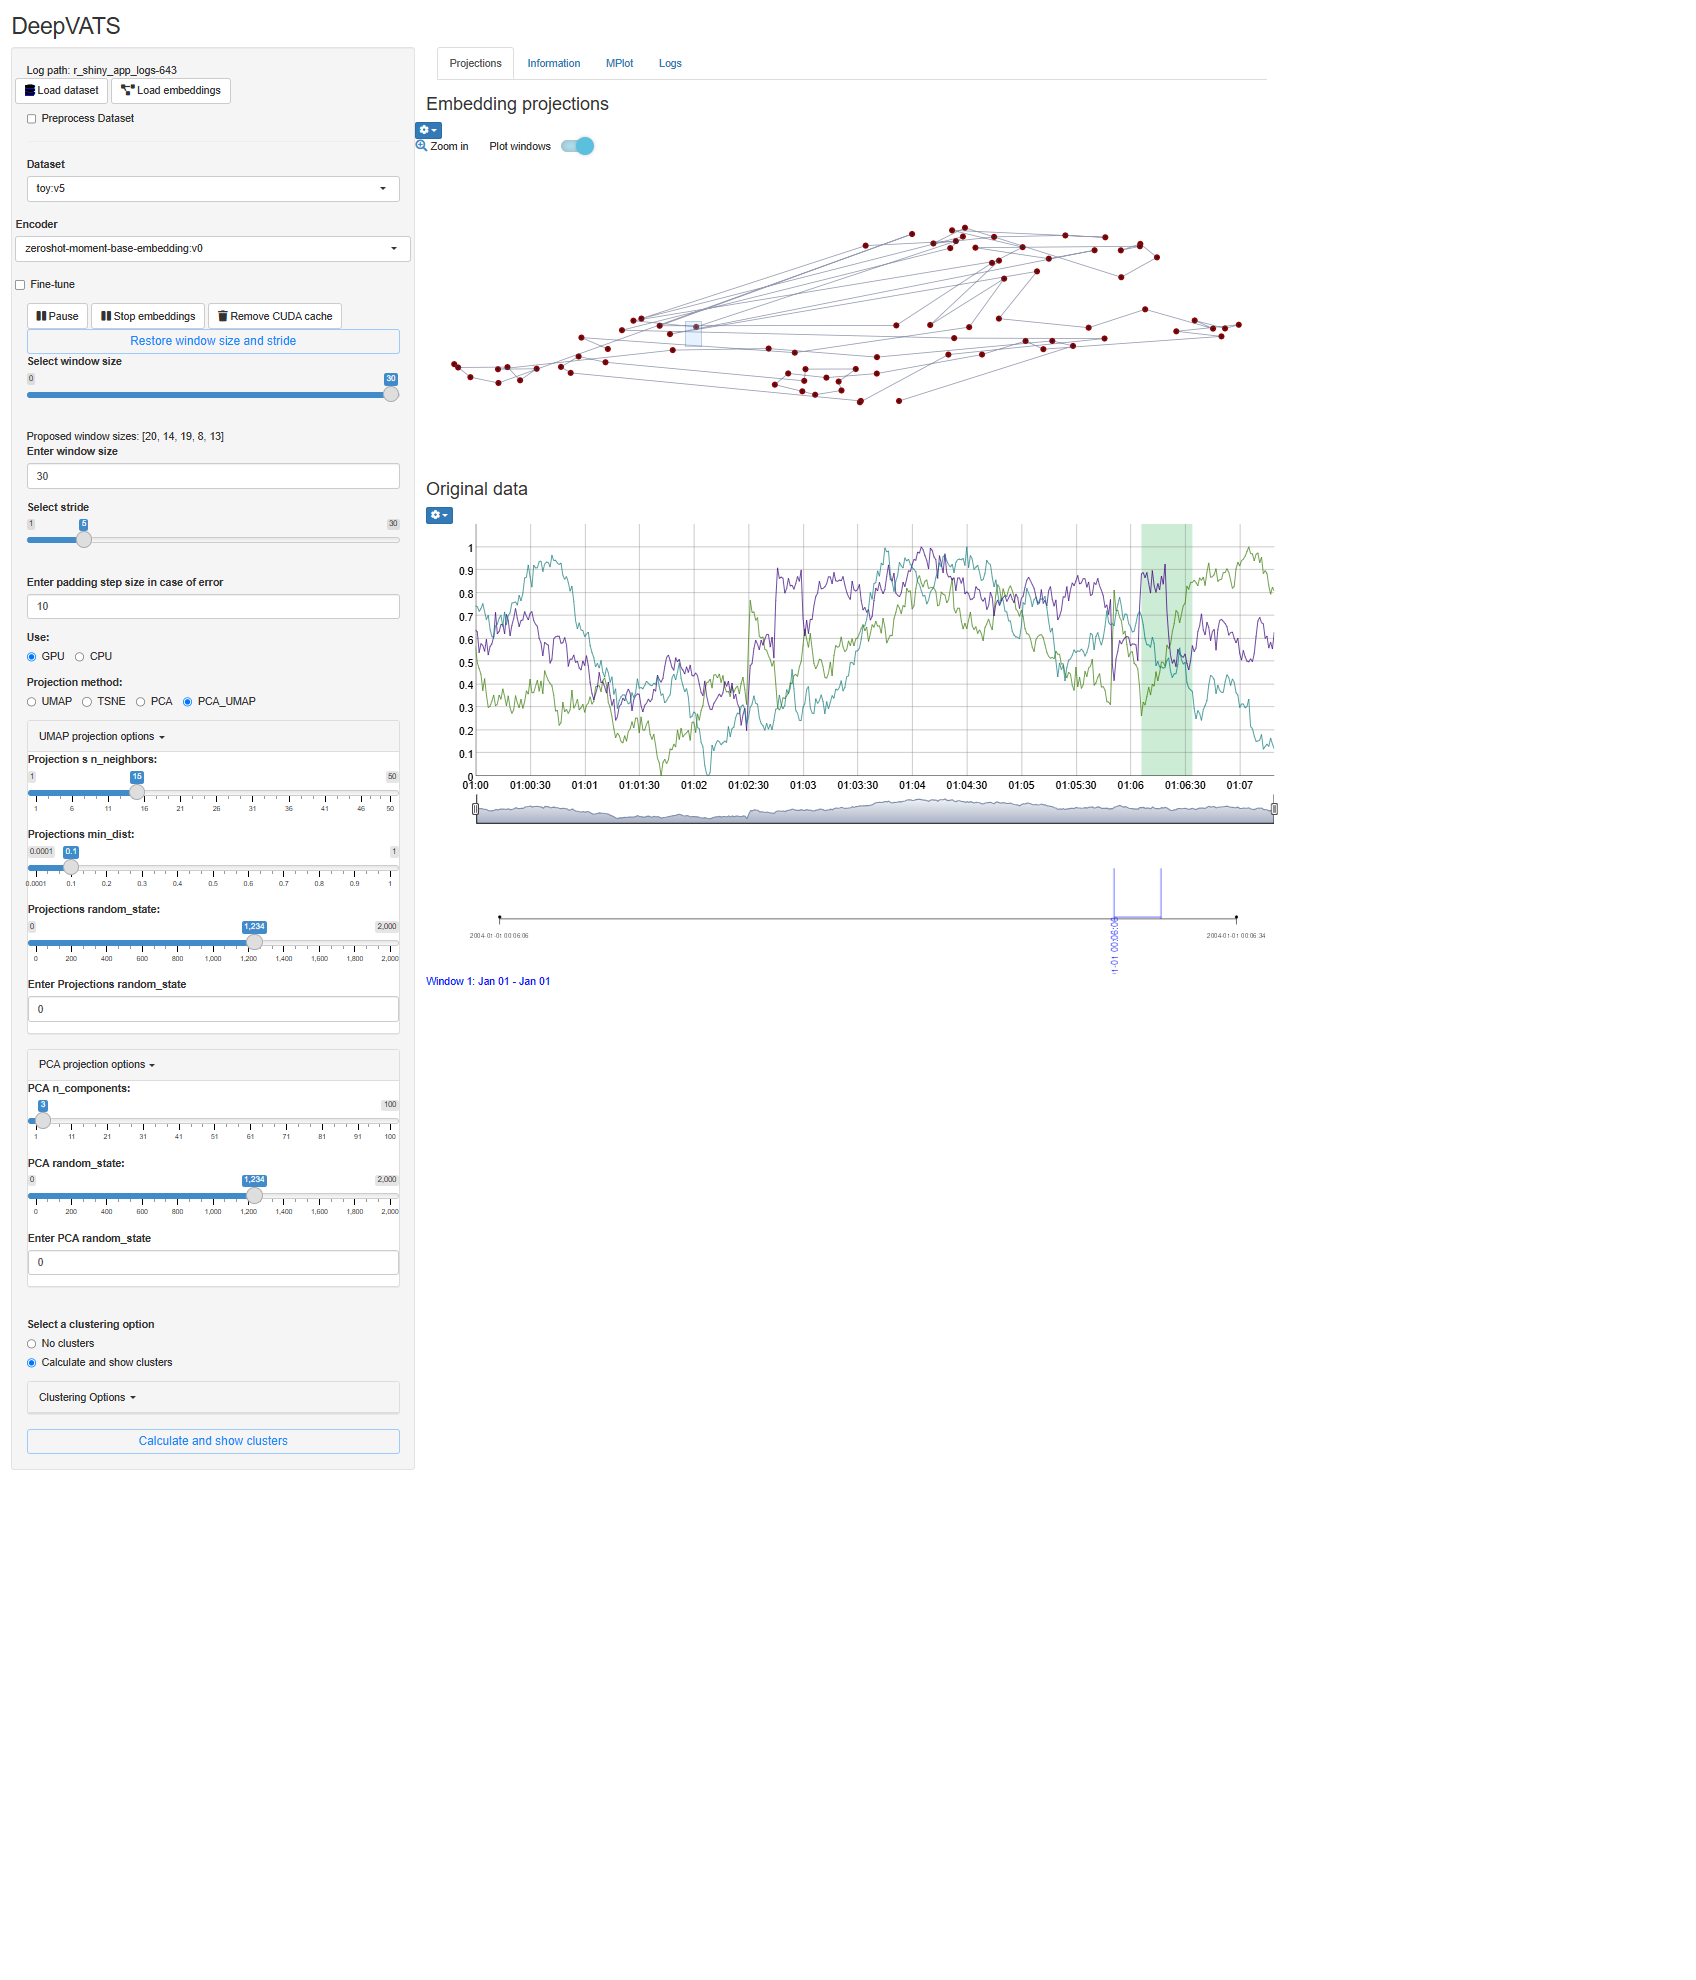 DeepVATS
Log path: r_shiny_app_logs-643
Load dataset Load embeddings
Preprocess Dataset
Dataset
toy:v5
Encoder
zeroshot-moment-base-embedding:v0
Fine-tune
Pause Stop embeddings Remove CUDA cache
Restore window size and stride
Select window size
0 30
Proposed window sizes: [20, 14, 19, 8, 13]
Enter window size
30
Select stride
1 5 30
Enter padding step size in case of error
10
Use:
GPU CPU
Projection method:
UMAP TSNE PCA PCA_UMAP
UMAP projection options
Projection s n_neighbors:
1 15 50
1 6 11 16 21 26 31 36 41 46 50
Projections min_dist:
0.0001 0.1 1
0.0001 0.1 0.2 0.3 0.4 0.5 0.6 0.7 0.8 0.9 1
Projections random_state:
0 1,234 2,000
0 200 400 600 800 1,000 1,200 1,400 1,600 1,800 2,000
Enter Projections random_state
0
PCA projection options
PCA n_components:
3 100
1 11 21 31 41 51 61 71 81 91 100
PCA random_state:
0 1,234 2,000
0 200 400 600 800 1,000 1,200 1,400 1,600 1,800 2,000
Enter PCA random_state
0
Select a clustering option
No clusters
Calculate and show clusters
Clustering Options
Calculate and show clusters
Projections Information MPlot Logs
Embedding projections
Zoom in Plot windows
Original data
1
0.9
0.8
0.7
0.6
0.5
0.4
0.3
0.2
0.1
0
01:00 01:00:30 01:01 01:01:30 01:02 01:02:30 01:03 01:03:30 01:04 01:04:30 01:05 01:05:30 01:06 01:06:30 01:07
2004-01-01 00:06:06 2004-01-01 00:06:34
Window 1: Jan 01 - Jan 01